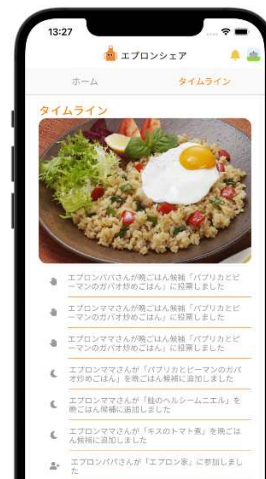 13:27
エプロンシェア
ホーム
タイムライン
タイムライン
エプロンパパさんが晩ごはん候補「パプリカとピ
ーマンのガパオ炒めごはん」に投票しました
エプロンママさんが晩ごはん候補「パプリカとピ
ーマンのガパオ炒めごはん」に投票しました
エプロンママさんが晩ごはん候補「パプリカとピ
ーマンのガパオ炒めごはん」に投票しました
エプロンママさんが「パプリカとピーマンのガパ
オ炒めごはん」を晩ごはん候補に追加しました
エプロンママさんが「鮭のヘルシームニエル」を
晩ごはん候補に追加しました
エプロンママさんが「キスのトマト煮」を晩ごは
ん候補に追加しました
エプロンパパさんが「エプロン家」に参加しまし
た